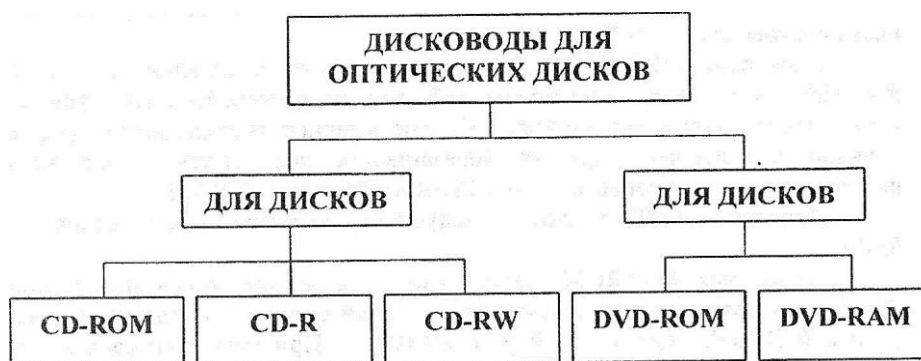 ДИСКОВОДЫ ДЛЯ
ОПТИЧЕСКИХ ДИСКОВ
ДЛЯ ДИСКОВ
ДЛЯ ДИСКОВ
CD-ROM
CD-R
CD-RW
DVD-ROM
DVD-RAM